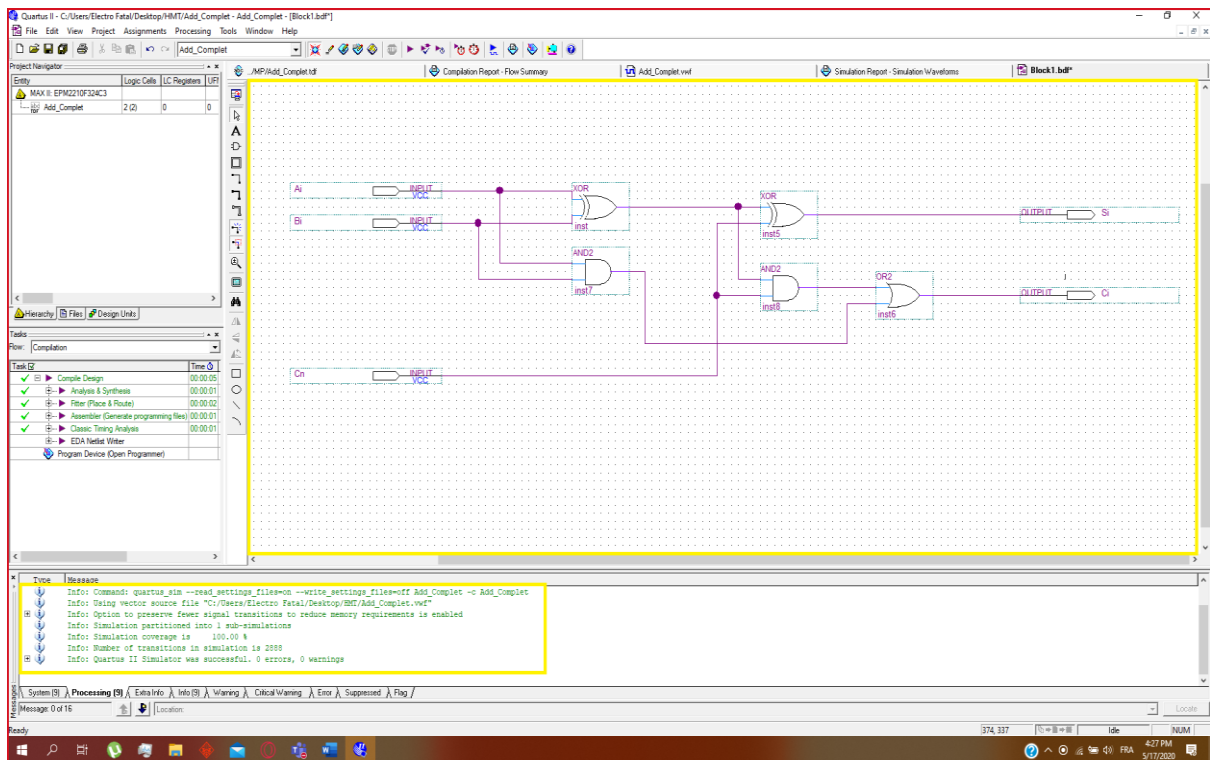 Quartus II - C:/Users/Electro Fatal/Desktop/HMT/Add_Complet - Add_Complet - [Block1.bdf*]
File Edit View Project Assignments Processing Tools Window Help
Add_Complet
Project Navigator
Entity Logic Cells LC Registers UFM
MAX II: EPM2210F324C3
Add_Complet 2 (2) 0 0
Hierarchy Files Design Units
Tasks
Flow: Compilation
Task Time
Compile Design 00:00:05
Analysis & Synthesis 00:00:01
Fitter (Place & Route) 00:00:02
Assembler (Generate programming files) 00:00:01
Classic Timing Analysis 00:00:01
EDA Netlist Writer
Program Device (Open Programmer)
../MP/Add_Complet.tdf Compilation Report - Flow Summary Add_Complet.vwf Simulation Report - Simulation Waveforms Block1.bdf*
Ai INPUT
VCC
Bi INPUT
VCC
XOR
inst
XOR
inst5
OUTPUT Si
AND2
inst7
AND2
inst8
OR2
inst6
OUTPUT Ci
Cn INPUT
VCC
Type Message
Info: Command: quartus_sim --read_settings_files=on --write_settings_files=off Add_Complet -c Add_Complet
Info: Using vector source file "C:/Users/Electro Fatal/Desktop/HMT/Add_Complet.vwf"
Info: Option to preserve fewer signal transitions to reduce memory requirements is enabled
Info: Simulation partitioned into 1 sub-simulations
Info: Simulation coverage is 100.00 %
Info: Number of transitions in simulation is 2888
Info: Quartus II Simulator was successful. 0 errors, 0 warnings
System (9) Processing (9) Extra Info Info (9) Warning Critical Warning Error Suppressed Flag
Messages
Message: 0 of 16 Location: Locate
Ready 374, 337 Idle NUM
FRA 4:27 PM
5/17/2020